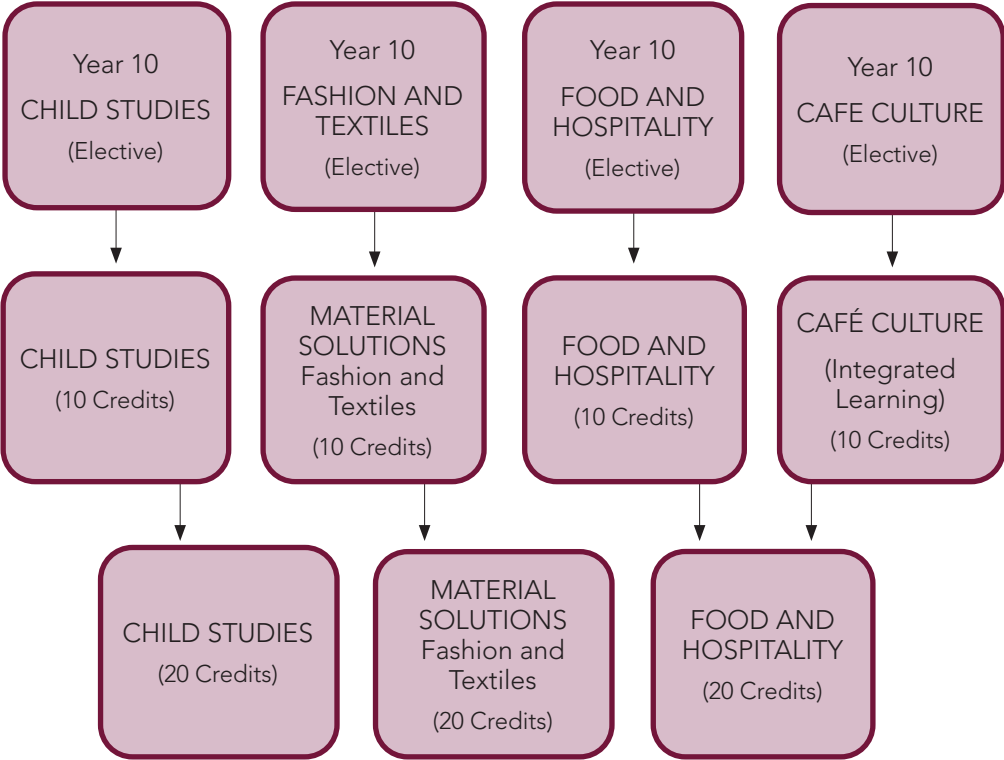 Year 10
CHILD STUDIES
(Elective)
Year 10
FASHION AND
TEXTILES
(Elective)
Year 10
FOOD AND
HOSPITALITY
(Elective)
Year 10
CAFE CULTURE
(Elective)
CHILD STUDIES
(10 Credits)
MATERIAL
SOLUTIONS
Fashion and
Textiles
(10 Credits)
FOOD AND
HOSPITALITY
(10 Credits)
CAFÉ CULTURE
(Integrated
Learning)
(10 Credits)
CHILD STUDIES
(20 Credits)
MATERIAL
SOLUTIONS
Fashion and
Textiles
(20 Credits)
FOOD AND
HOSPITALITY
(20 Credits)